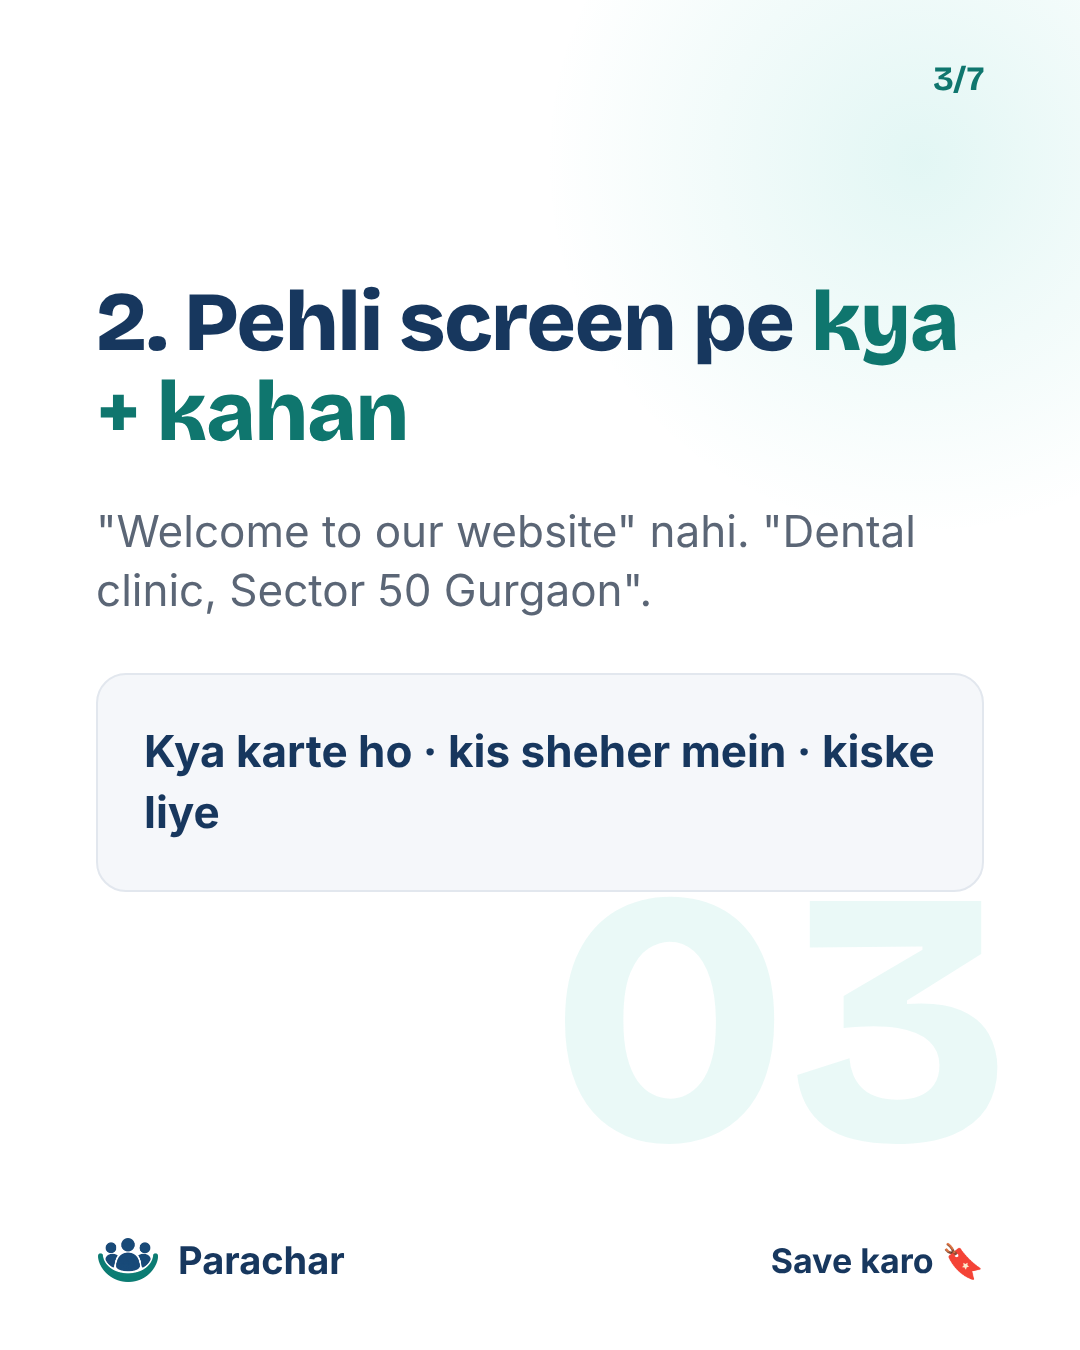 3/7
2. Pehli screen pe kya
+ kahan
"Welcome to our website" nahi. "Dental
clinic, Sector 50 Gurgaon".
Kya karte ho · kis sheher mein · kiske
liye
03
Parachar
Save karo 🔖